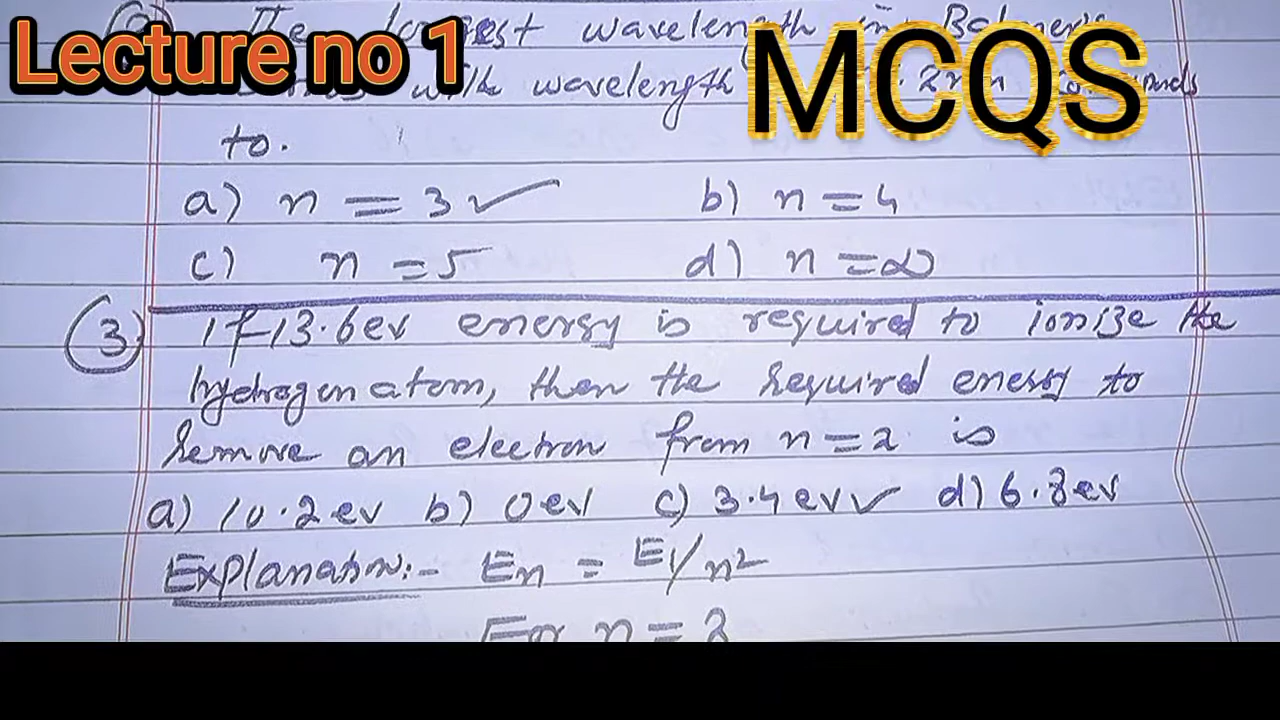 Lecture no 1
MCQS
The longest wavelength in Balmer's
with wavelength
to.
a) n = 3 ✓ b) n = 4
c) n = 5 d) n = ∞
(3) If 13.6ev energy is required to ionize the
hydrogen atom, then the required energy to
remove an electron from n = 2 is
a) 10.2ev b) 0ev c) 3.4ev ✓ d) 6.8ev
Explanation:- En = E1/n²
For n = 2